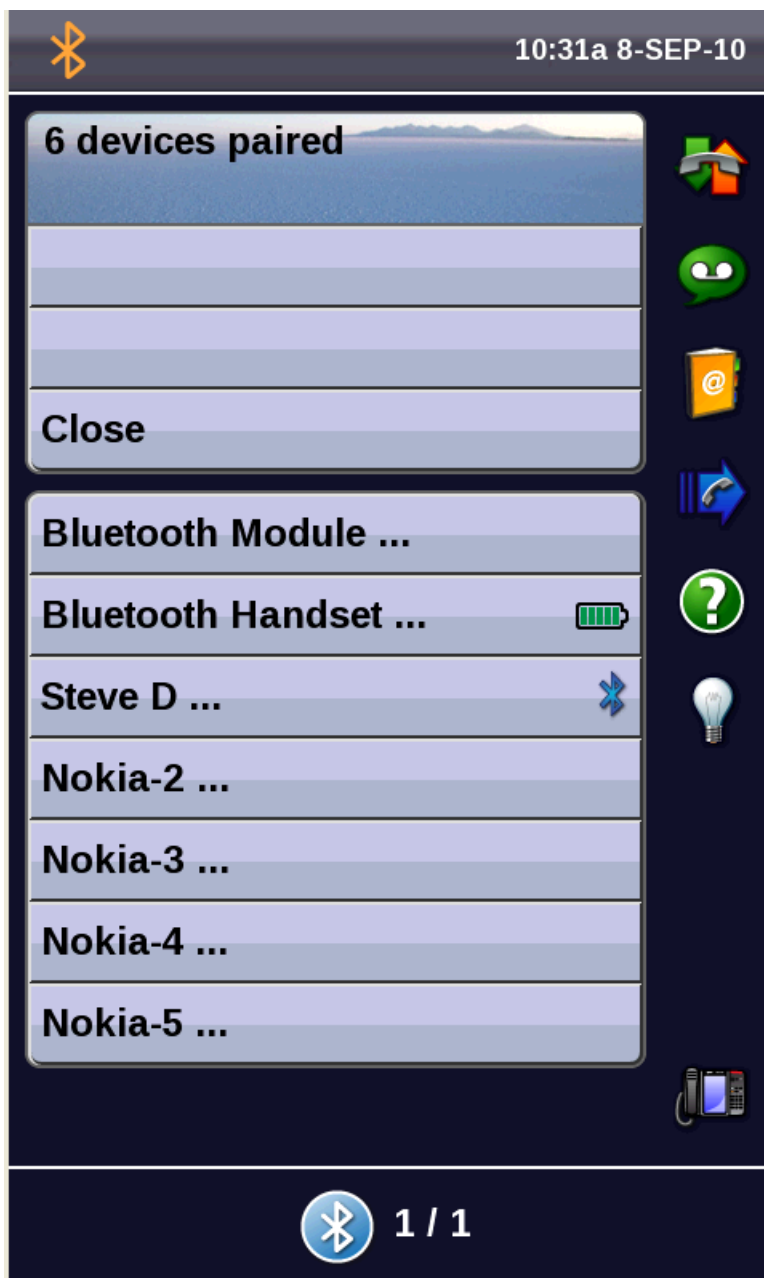 10:31a 8-SEP-10
6 devices paired
Close
Bluetooth Module ...
Bluetooth Handset ...
Steve D ...
Nokia-2 ...
Nokia-3 ...
Nokia-4 ...
Nokia-5 ...
1 / 1